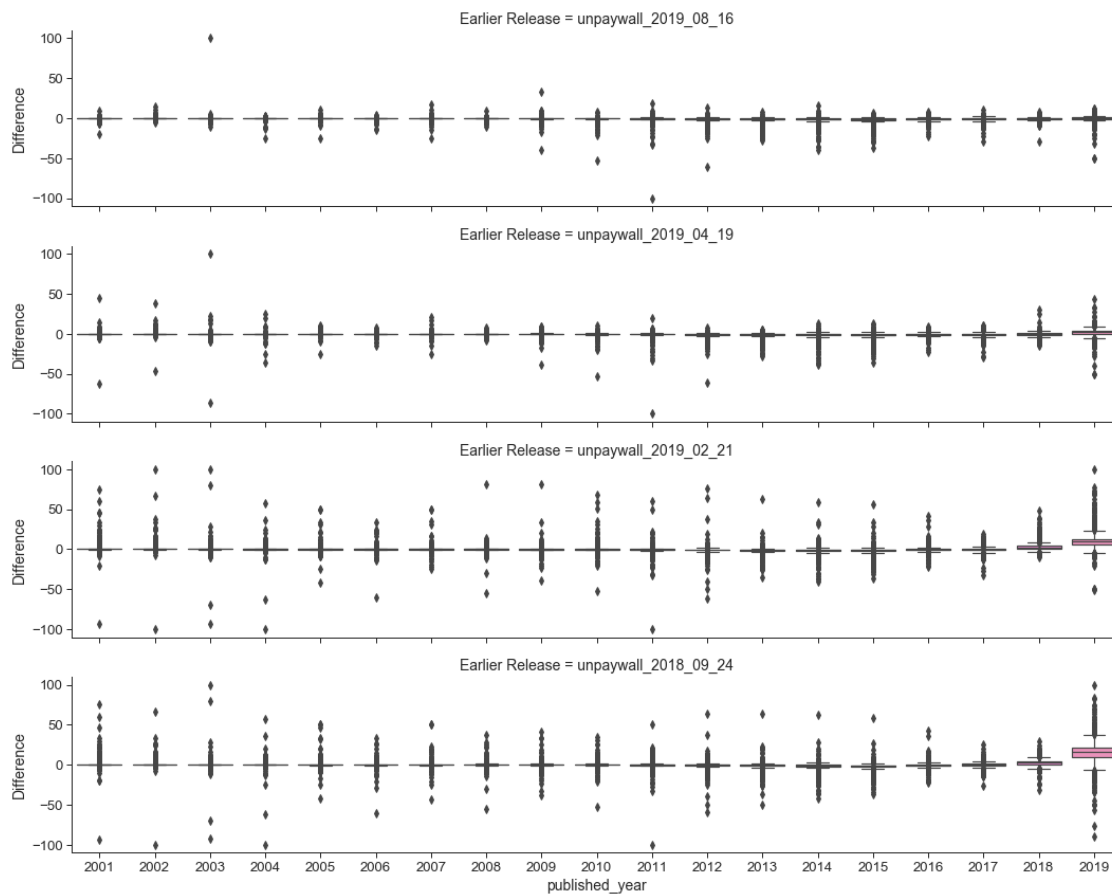 Earlier Release = unpaywall_2019_08_16
100
50
0
−50
−100
Difference
Earlier Release = unpaywall_2019_04_19
100
50
0
−50
−100
Difference
Earlier Release = unpaywall_2019_02_21
100
50
0
−50
−100
Difference
Earlier Release = unpaywall_2018_09_24
100
50
0
−50
−100
Difference
2001 2002 2003 2004 2005 2006 2007 2008 2009 2010 2011 2012 2013 2014 2015 2016 2017 2018 2019
published_year